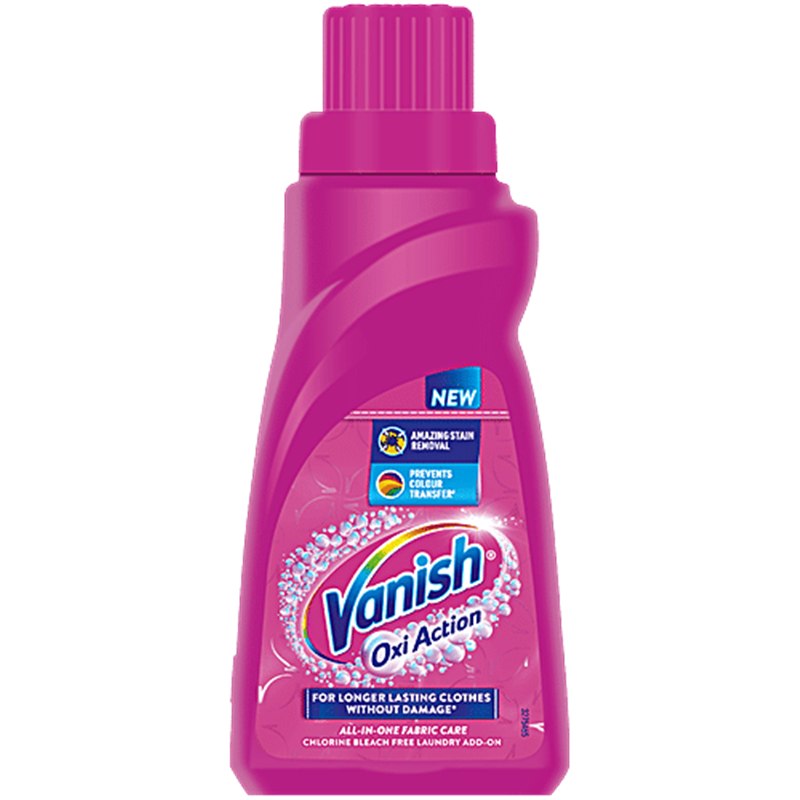 NEW
AMAZING STAIN
REMOVAL
PREVENTS
COLOUR
TRANSFER*
Vanish®
Oxi Action
FOR LONGER LASTING CLOTHES
WITHOUT DAMAGE*
ALL-IN-ONE FABRIC CARE
CHLORINE BLEACH FREE LAUNDRY ADD-ON